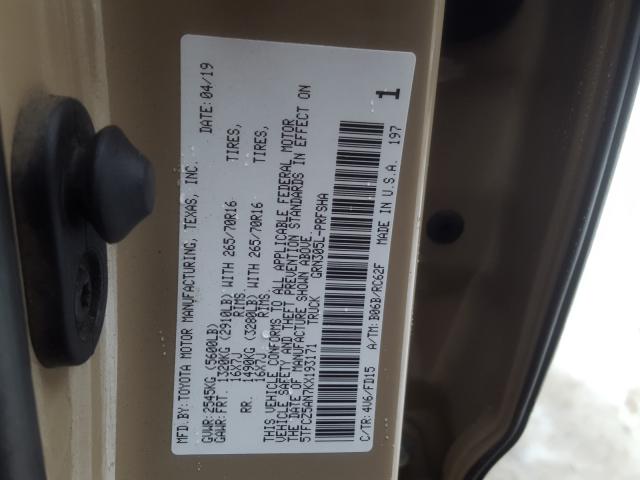 MFD.BY: TOYOTA MOTOR MANUFACTURING, TEXAS, INC. DATE: 04/19
GVWR: 2545KG (5600LB)
GAWR: FRT. 1320KG (2910LB) WITH 265/70R16 TIRES,
16X7J RIMS.
RR. 1490KG (3280LB) WITH 265/70R16 TIRES,
16X7J RIMS.
THIS VEHICLE CONFORMS TO ALL APPLICABLE FEDERAL MOTOR
VEHICLE SAFETY AND THEFT PREVENTION STANDARDS IN EFFECT ON
THE DATE OF MANUFACTURE SHOWN ABOVE.
5TFCZ5AN7KX193171 TRUCK GRN305L-PRFSHA
C/TR: 4V6/FD15 A/TM: B06B/RC62F MADE IN U.S.A. 197
1